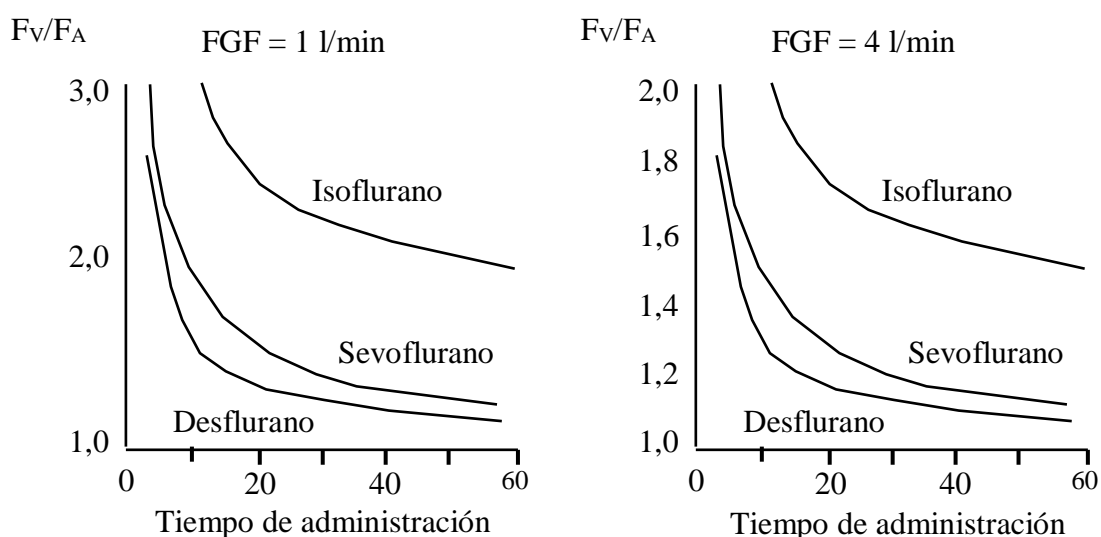 FV/FA
FGF = 1 l/min
3,0
2,0
1,0
Isoflurano
Sevoflurano
Desflurano
0 20 40 60
Tiempo de administración
FV/FA
FGF = 4 l/min
2,0
1,8
1,6
1,4
1,2
1,0
Isoflurano
Sevoflurano
Desflurano
0 20 40 60
Tiempo de administración